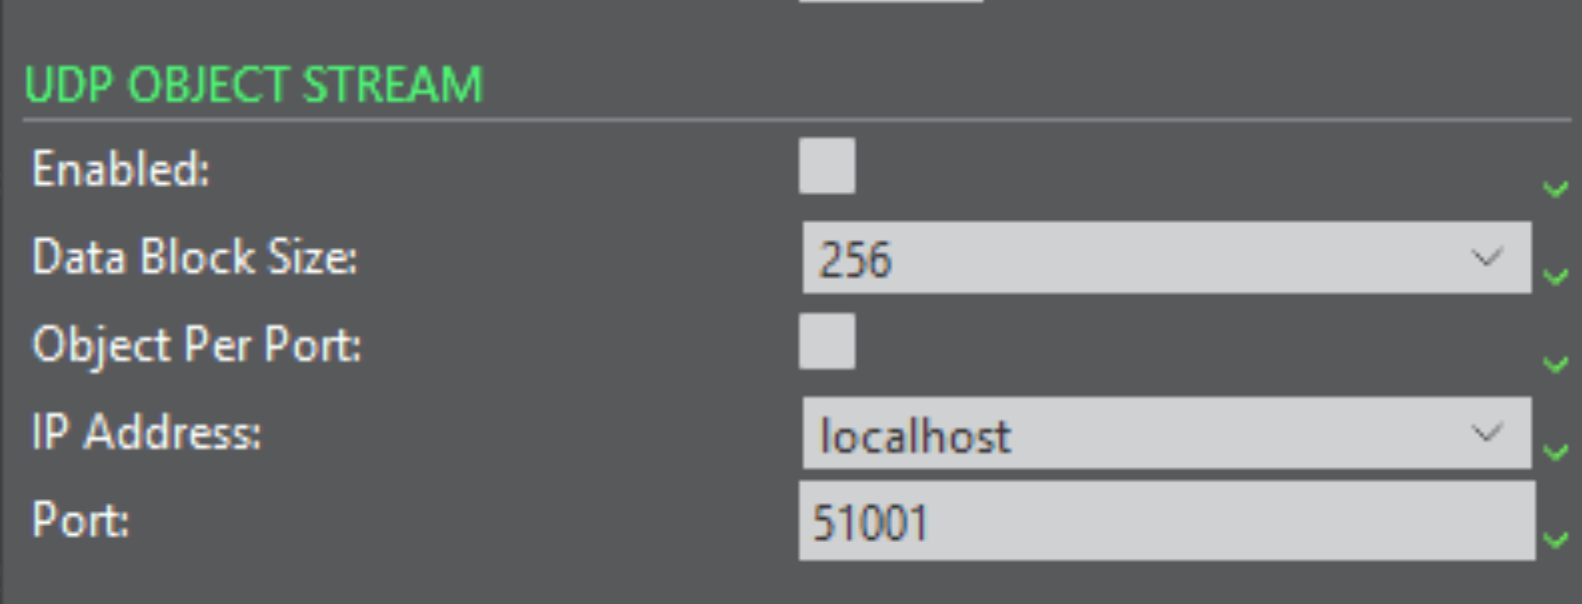 UDP OBJECT STREAM
Enabled:
Data Block Size: 256
Object Per Port:
IP Address: localhost
Port: 51001